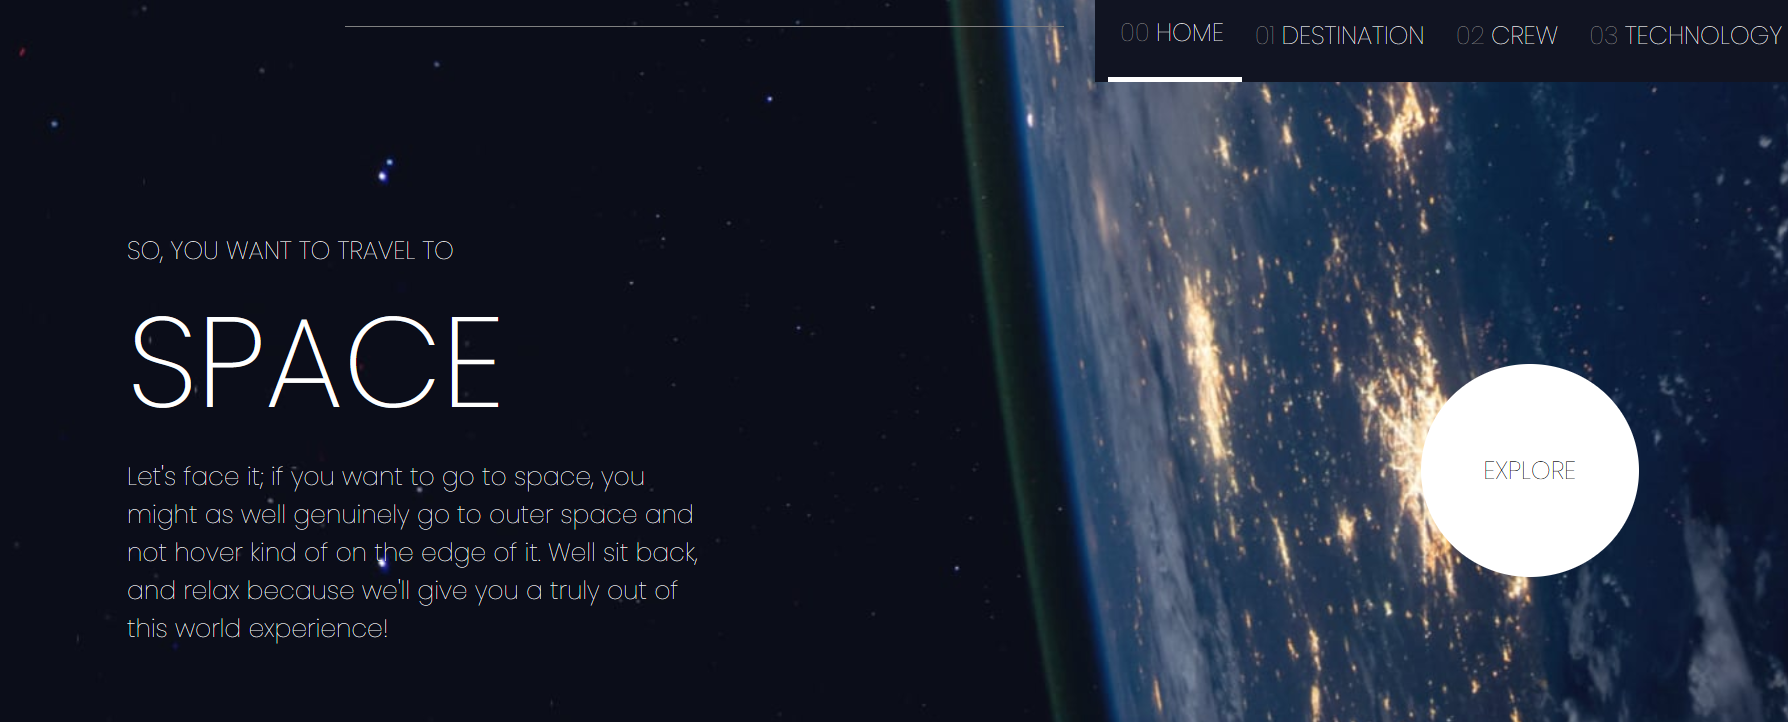 00 HOME 01 DESTINATION 02 CREW 03 TECHNOLOGY
SO, YOU WANT TO TRAVEL TO
SPACE
Let's face it; if you want to go to space, you
might as well genuinely go to outer space and
not hover kind of on the edge of it. Well sit back,
and relax because we'll give you a truly out of
this world experience!
EXPLORE